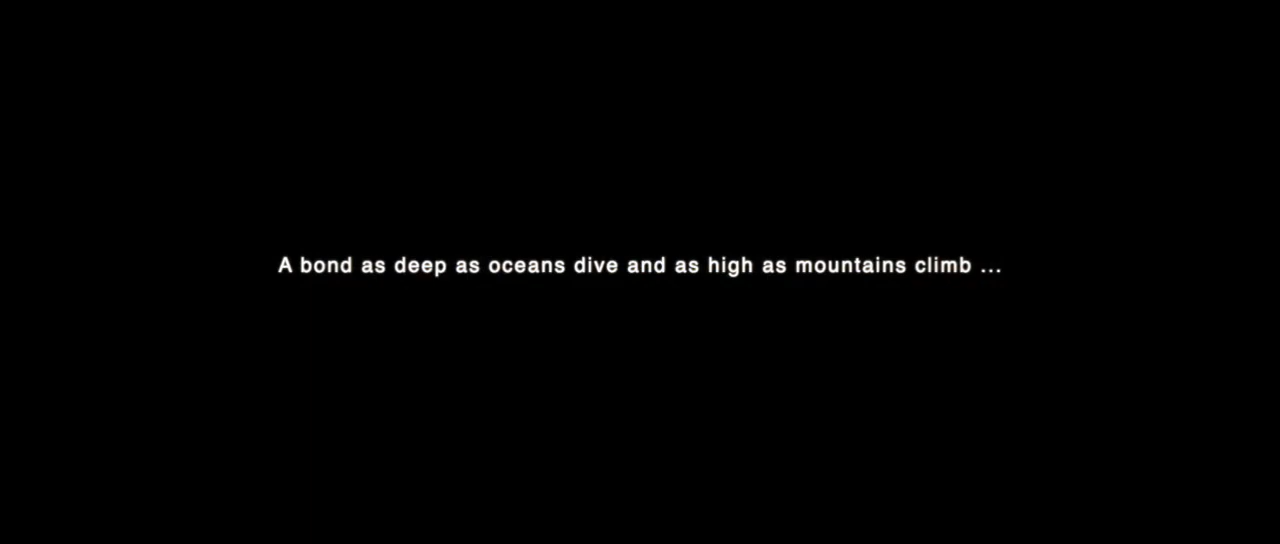 A bond as deep as oceans dive and as high as mountains climb ...